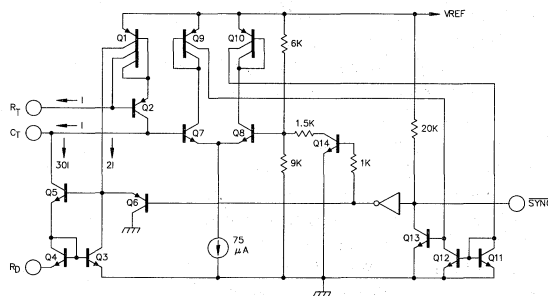 VREF
Q1
Q9
Q10
6K
RT
I
Q2
CT
I
Q7
Q8
1.5K
Q14
20K
30I
2I
9K
1K
Q5
Q6
SYNC
75
μA
Q13
RD
Q4
Q3
Q12
Q11